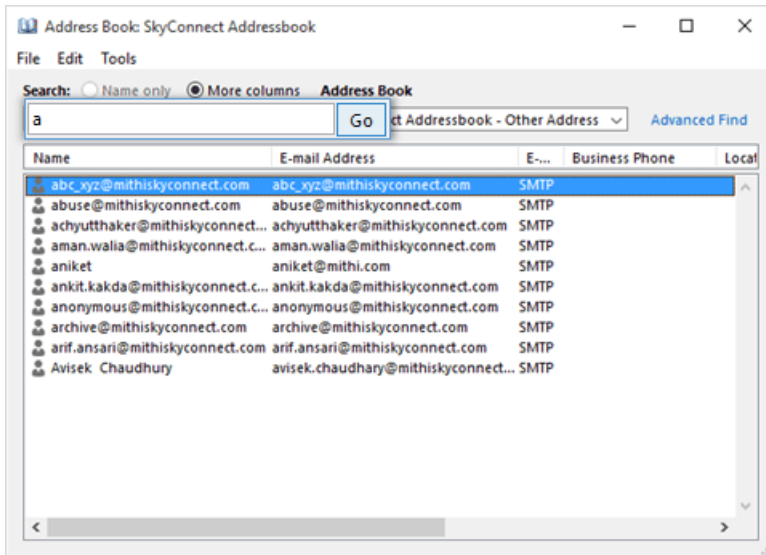 Address Book: SkyConnect Addressbook
File Edit Tools
Search: Name only More columns Address Book
a Go ct Addressbook - Other Address Advanced Find
Name E-mail Address E-... Business Phone Locat
abc_xyz@mithiskyconnect.com abc_xyz@mithiskyconnect.com SMTP
abuse@mithiskyconnect.com abuse@mithiskyconnect.com SMTP
achyutthaker@mithiskyconnect... achyutthaker@mithiskyconnect.com SMTP
aman.walia@mithiskyconnect.c... aman.walia@mithiskyconnect.com SMTP
aniket aniket@mithi.com SMTP
ankit.kakda@mithiskyconnect.c... ankit.kakda@mithiskyconnect.com SMTP
anonymous@mithiskyconnect.c... anonymous@mithiskyconnect.com SMTP
archive@mithiskyconnect.com archive@mithiskyconnect.com SMTP
arif.ansari@mithiskyconnect.com arif.ansari@mithiskyconnect.com SMTP
Avisek Chaudhury avisek.chaudhary@mithiskyconnect... SMTP